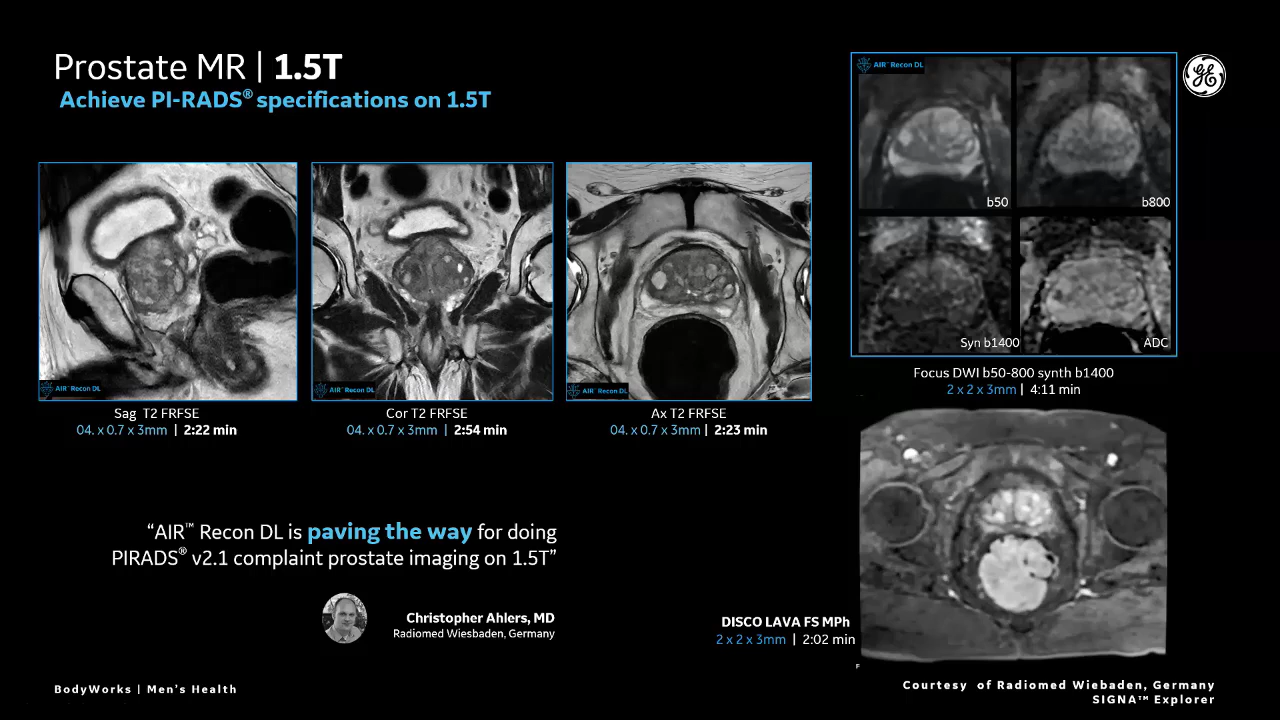 Prostate MR | 1.5T
Achieve PI-RADS® specifications on 1.5T
AIR™ Recon DL
b50
b800
Syn b1400
ADC
Focus DWI b50-800 synth b1400
2 x 2 x 3mm | 4:11 min
AIR™ Recon DL
Sag T2 FRFSE
04. x 0.7 x 3mm | 2:22 min
AIR™ Recon DL
Cor T2 FRFSE
04. x 0.7 x 3mm | 2:54 min
AIR™ Recon DL
Ax T2 FRFSE
04. x 0.7 x 3mm | 2:23 min
“AIR™ Recon DL is paving the way for doing
PIRADS® v2.1 complaint prostate imaging on 1.5T”
Christopher Ahlers, MD
Radiomed Wiesbaden, Germany
DISCO LAVA FS MPh
2 x 2 x 3mm | 2:02 min
F
BodyWorks | Men’s Health
Courtesy of Radiomed Wiebaden, Germany
SIGNA™ Explorer
GE